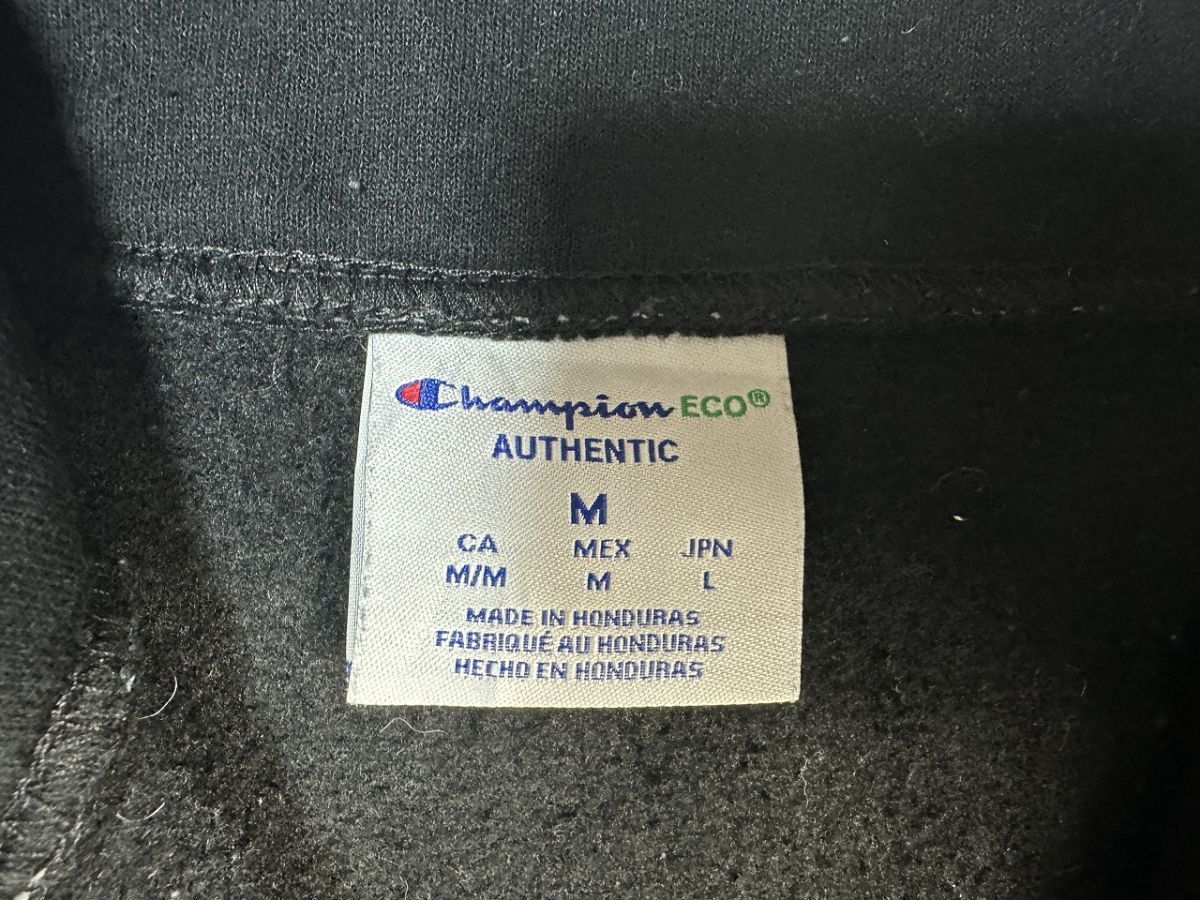 Champion ECO®
AUTHENTIC
M
CA MEX JPN
M/M M L
MADE IN HONDURAS
FABRIQUÉ AU HONDURAS
HECHO EN HONDURAS